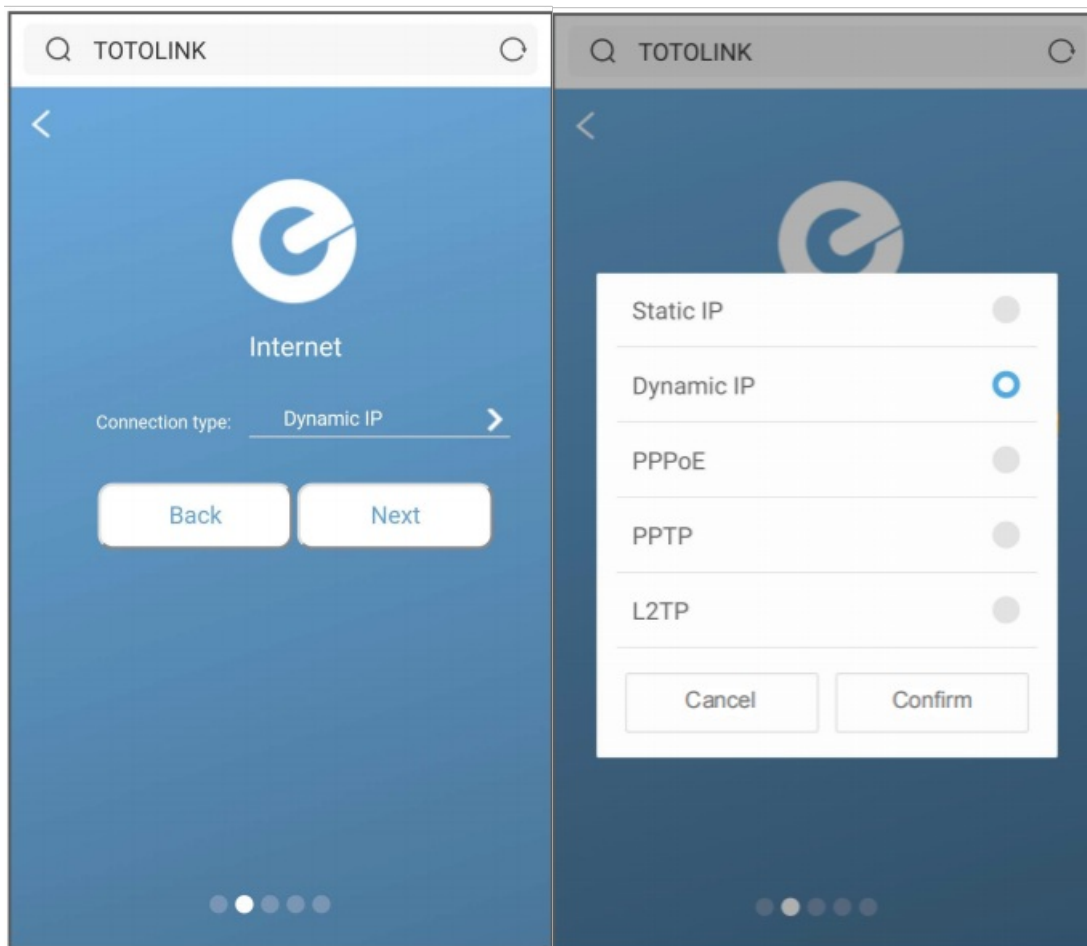 TOTOLINK
Internet
Connection type: Dynamic IP
Back Next
TOTOLINK
Static IP
Dynamic IP
PPPoE
PPTP
L2TP
Cancel Confirm